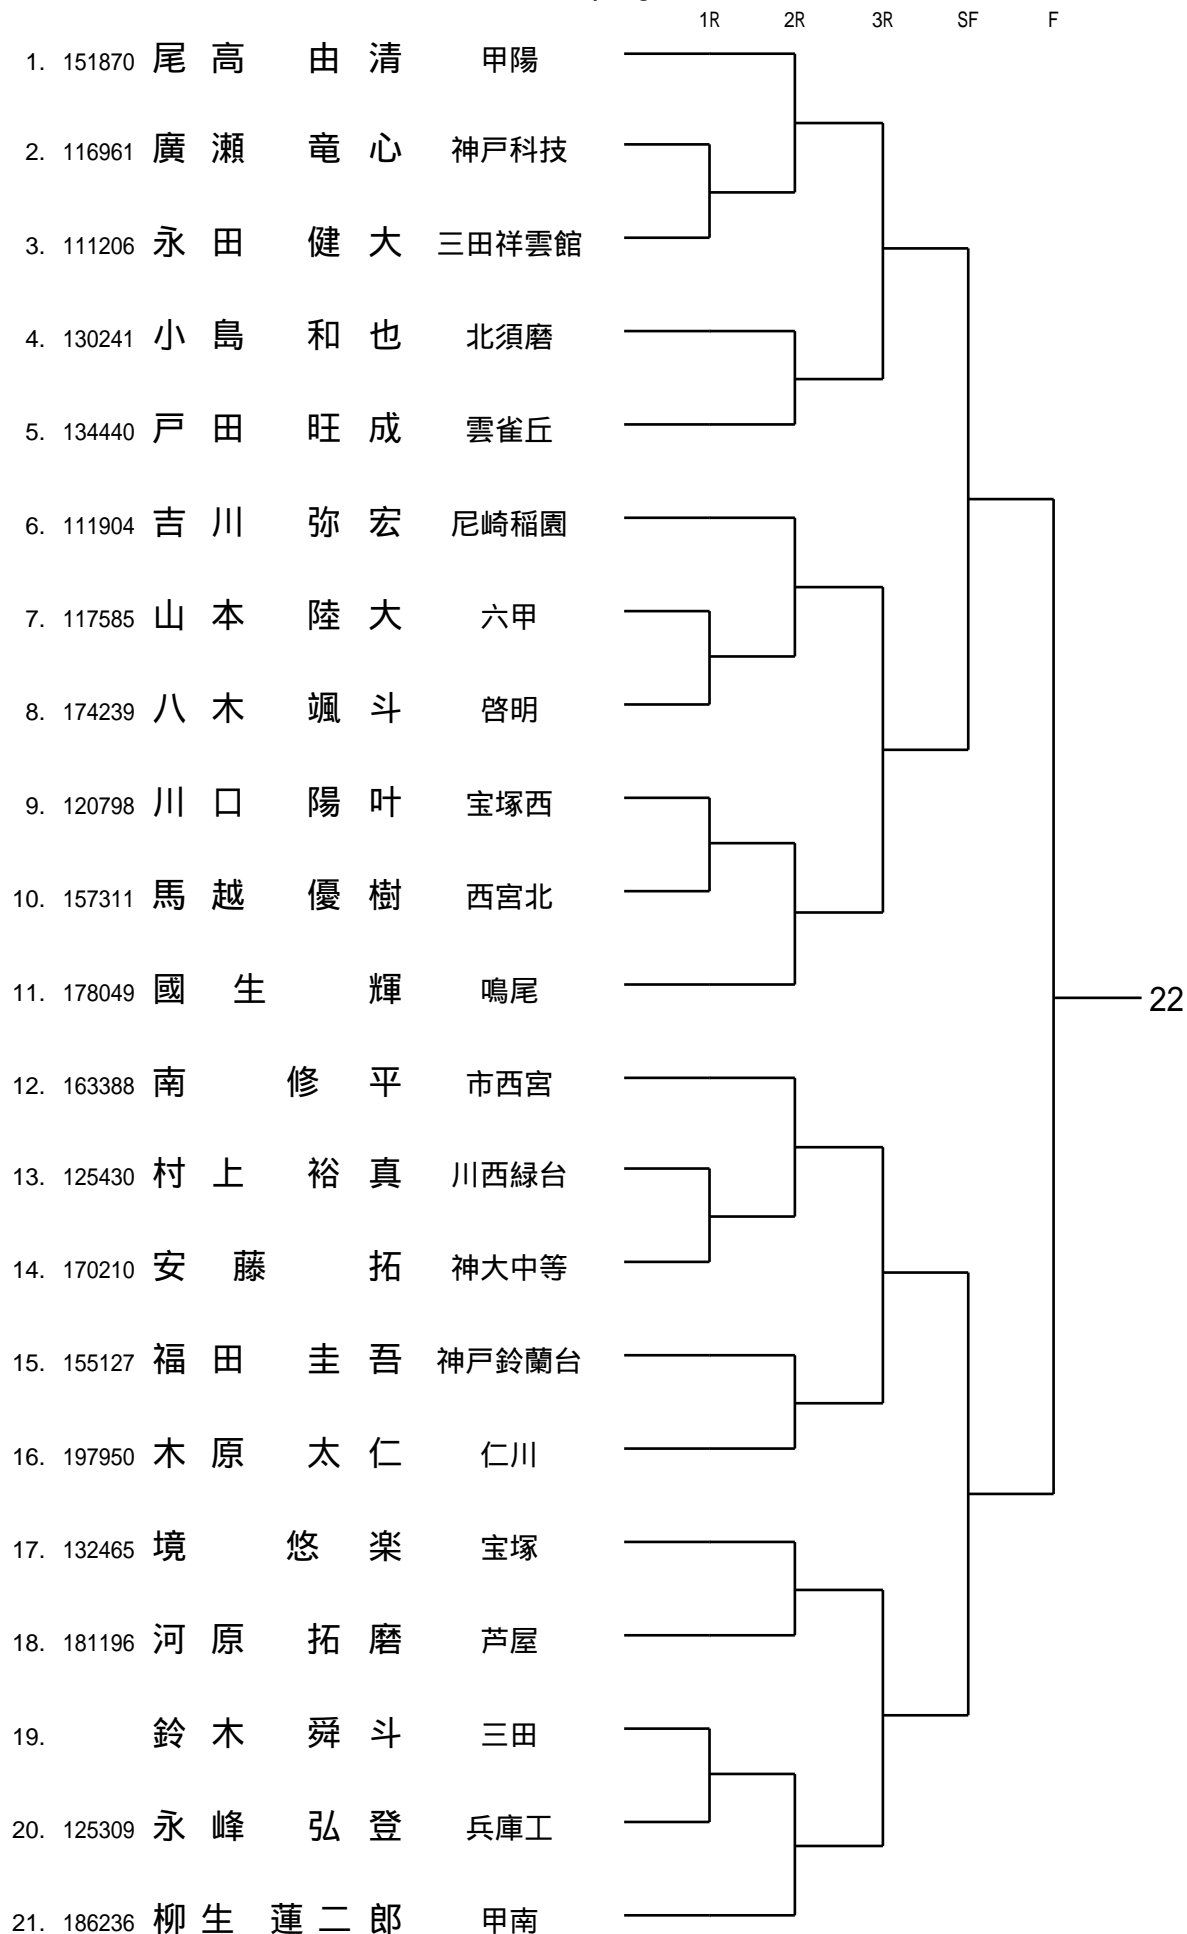 1R 2R 3R SF F
1. 151870 尾高 由清 甲陽
2. 116961 廣瀬 竜心 神戸科技
3. 111206 永田 健大 三田祥雲館
4. 130241 小島 和也 北須磨
5. 134440 戸田 旺成 雲雀丘
6. 111904 吉川 弥宏 尼崎稲園
7. 117585 山本 陸大 六甲
8. 174239 八木 颯斗 啓明
9. 120798 川口 陽叶 宝塚西
10. 157311 馬越 優樹 西宮北
11. 178049 國生 輝 鳴尾
22
12. 163388 南 修平 市西宮
13. 125430 村上 裕真 川西緑台
14. 170210 安藤 拓 神大中等
15. 155127 福田 圭吾 神戸鈴蘭台
16. 197950 木原 太仁 仁川
17. 132465 境 悠楽 宝塚
18. 181196 河原 拓磨 芦屋
19. 鈴木 舜斗 三田
20. 125309 永峰 弘登 兵庫工
21. 186236 柳生 蓮二郎 甲南